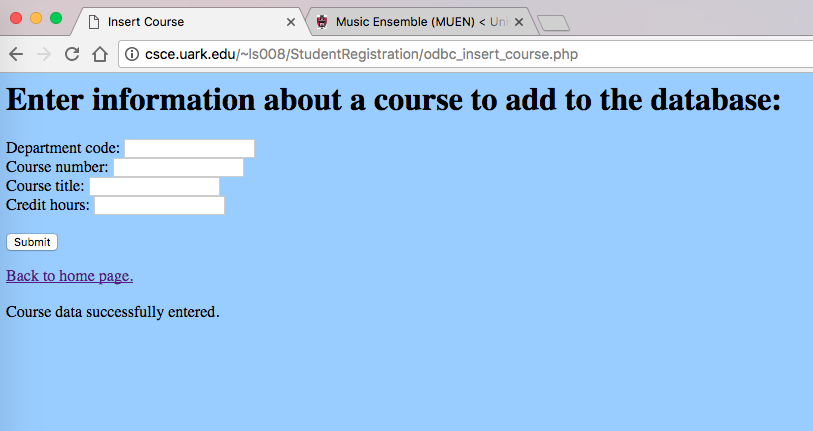 Insert Course
Music Ensemble (MUEN) < Uni
csce.uark.edu/~ls008/StudentRegistration/odbc_insert_course.php
Enter information about a course to add to the database:
Department code:
Course number:
Course title:
Credit hours:
Submit
Back to home page.
Course data successfully entered.